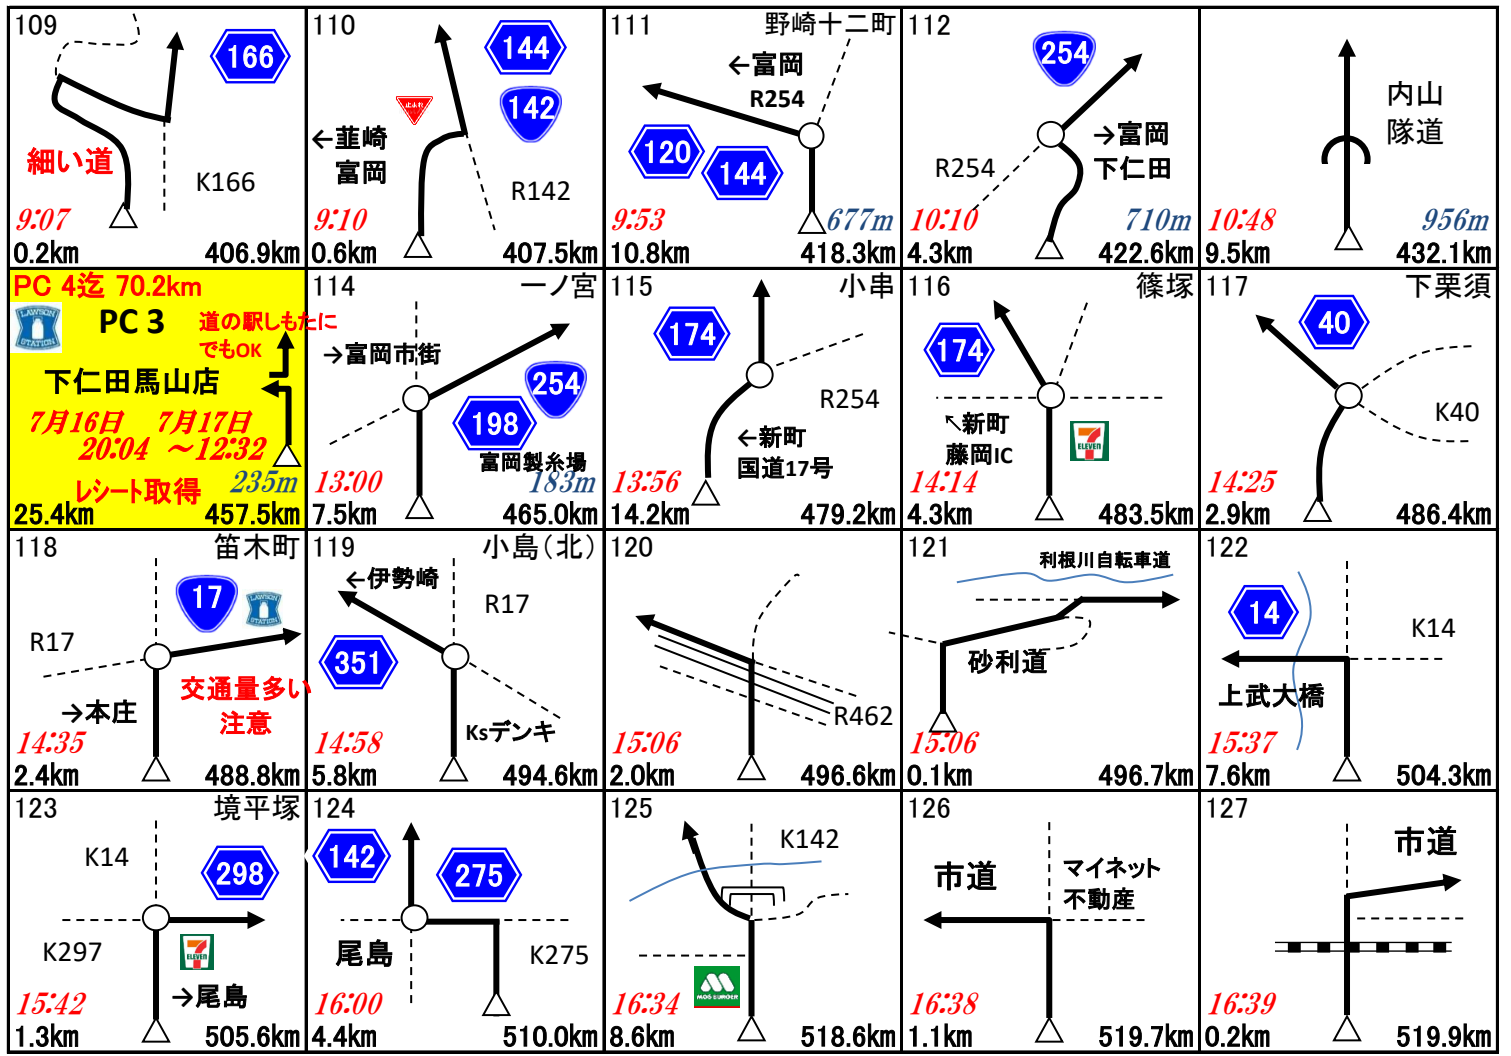 109
166
細い道
K166
9:07
0.2km 406.9km
110
144
142
止まれ
←韮崎
富岡
R142
9:10
0.6km 407.5km
111 野崎十二町
←富岡
R254
120
144
9:53 677m
10.8km 418.3km
112
254
→富岡
下仁田
R254
10:10 710m
4.3km 422.6km
内山
隧道
10:48 956m
9.5km 432.1km
PC 4迄 70.2km
LAWSON
STATION
PC 3
道の駅しもたに
でもOK
下仁田馬山店
7月16日 7月17日
20:04 ～12:32
レシート取得 235m
25.4km 457.5km
114 一ノ宮
→富岡市街
254
198
富岡製糸場
13:00 183m
7.5km 465.0km
115 小串
174
R254
←新町
国道17号
13:56
14.2km 479.2km
116 篠塚
174
↖新町
藤岡IC
7
ELEVEN
14:14
4.3km 483.5km
117 下栗須
40
K40
14:25
2.9km 486.4km
118 笛木町
17
LAWSON
STATION
R17
交通量多い
注意
→本庄
14:35
2.4km 488.8km
119 小島（北）
←伊勢崎
R17
351
Ksデンキ
14:58
5.8km 494.6km
120
R462
15:06
2.0km 496.6km
121
利根川自転車道
砂利道
15:06
0.1km 496.7km
122
14
K14
上武大橋
15:37
7.6km 504.3km
123 境平塚
K14
298
K297
7
ELEVEN
→尾島
15:42
1.3km 505.6km
124
142
275
尾島
K275
16:00
4.4km 510.0km
125
K142
MOS BURGER
16:34
8.6km 518.6km
126
市道
マイネット
不動産
16:38
1.1km 519.7km
127
市道
16:39
0.2km 519.9km